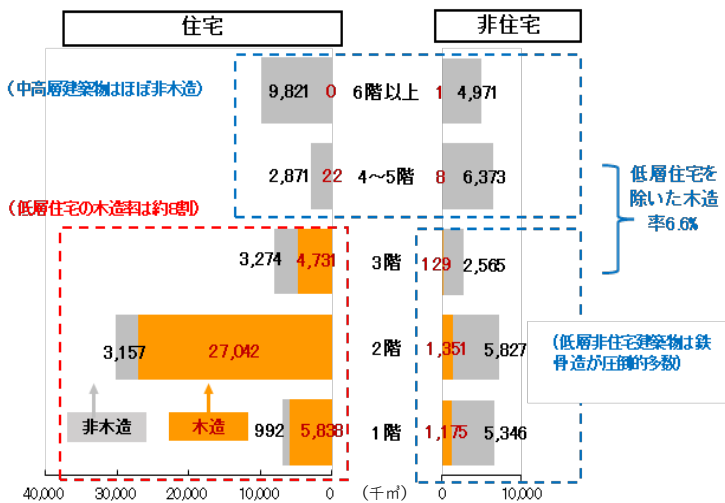 住宅
非住宅
(中高層建築物はほぼ非木造)
9,821 0 6階以上 1 4,971
2,871 22 4～5階 8 6,373
低層住宅を
除いた木造
率6.6%
(低層住宅の木造率は約8割)
3,274 4,731 3階 129 2,565
3,157 27,042 2階 1,351 5,827
(低層非住宅建築物は鉄
骨造が圧倒的多数)
非木造 木造 992 5,838 1階 1,175 5,346
40,000 30,000 20,000 10,000 0 (千㎡) 0 10,000